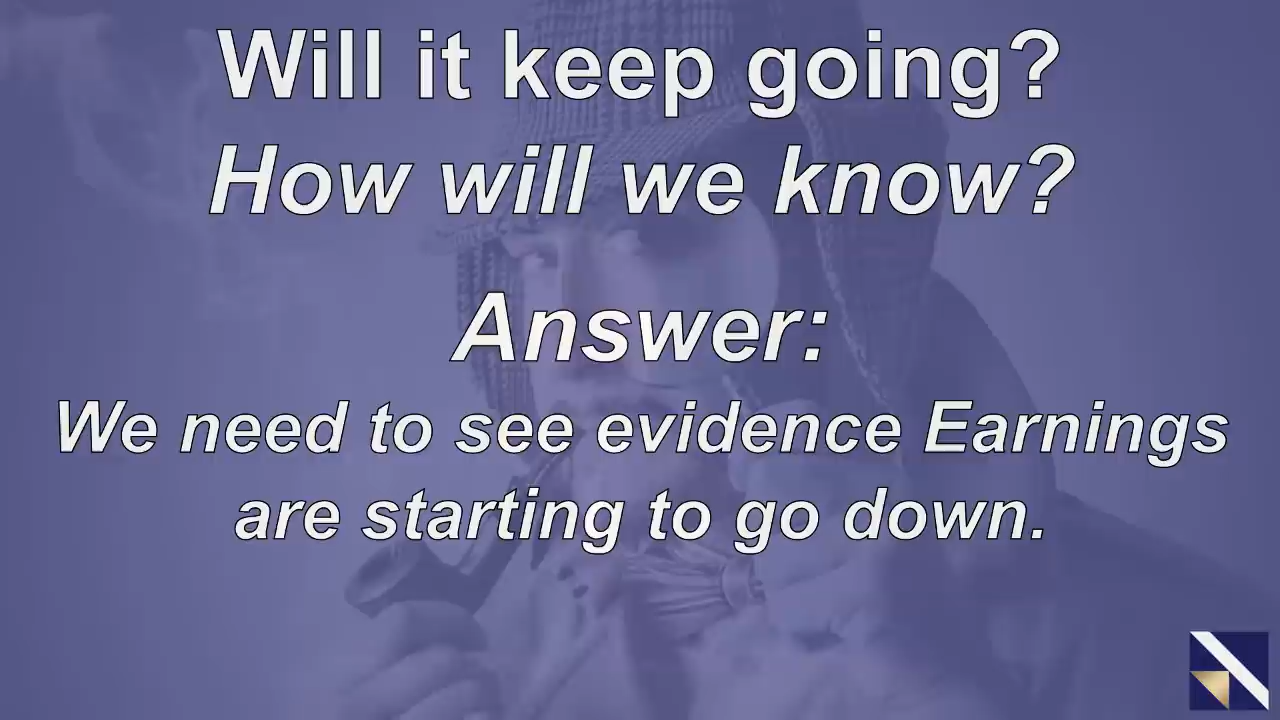 Will it keep going?
How will we know?
Answer:
We need to see evidence Earnings
are starting to go down.